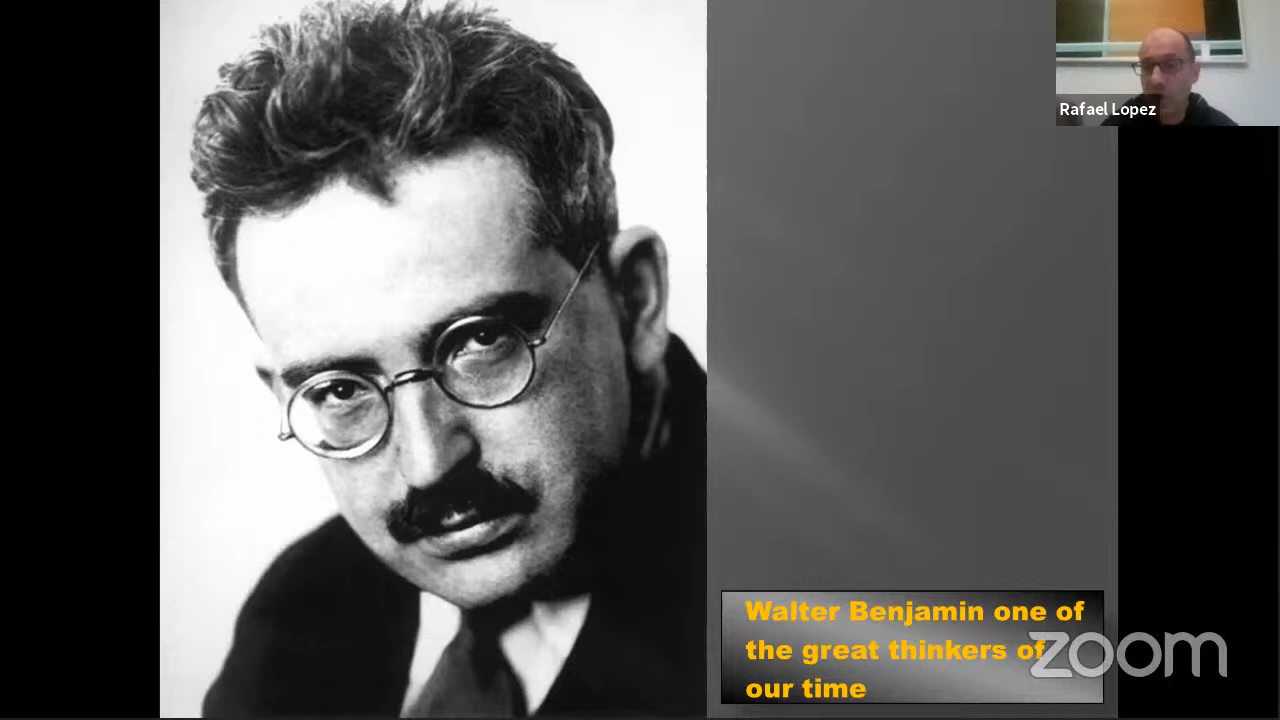 Rafael Lopez
Walter Benjamin one of
the great thinkers of
our time
zoom